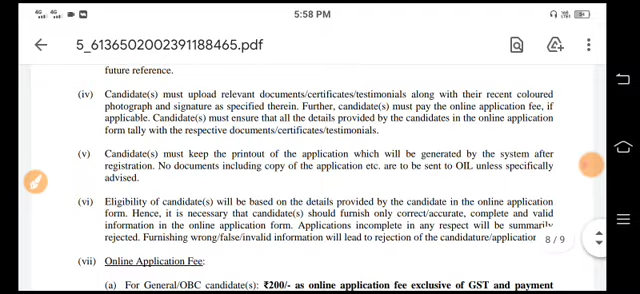 4G 4G 5:58 PM
5_6136502002391188465.pdf
future reference.
(iv) Candidate(s) must upload relevant documents/certificates/testimonials along with their recent coloured
photograph and signature as specified therein. Further, candidate(s) must pay the online application fee, if
applicable. Candidate(s) must ensure that all the details provided by the candidates in the online application
form tally with the respective documents/certificates/testimonials.
(v) Candidate(s) must keep the printout of the application which will be generated by the system after
registration. No documents including copy of the application etc. are to be sent to OIL unless specifically
advised.
(vi) Eligibility of candidate(s) will be based on the details provided by the candidate in the online application
form. Hence, it is necessary that candidate(s) should furnish only correct/accurate, complete and valid
information in the online application form. Applications incomplete in any respect will be summarily
rejected. Furnishing wrong/false/invalid information will lead to rejection of the candidature/application
8 / 9
(vii) Online Application Fee:
(a) For General/OBC candidate(s): ₹200/- as online application fee exclusive of GST and payment